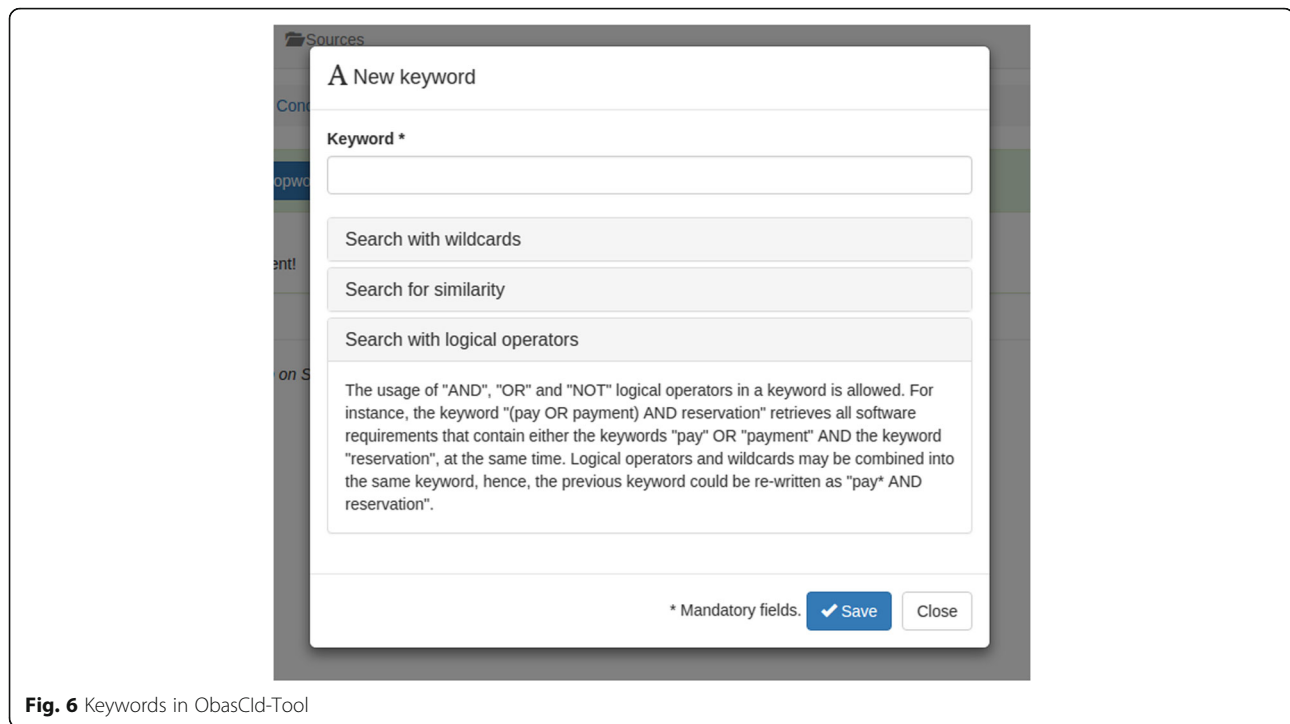 Sources
A New keyword
Cond
Keyword *
opwo
Search with wildcards
ent!
Search for similarity
Search with logical operators
on S
The usage of "AND", "OR" and "NOT" logical operators in a keyword is allowed. For
instance, the keyword "(pay OR payment) AND reservation" retrieves all software
requirements that contain either the keywords "pay" OR "payment" AND the keyword
"reservation", at the same time. Logical operators and wildcards may be combined into
the same keyword, hence, the previous keyword could be re-written as "pay* AND
reservation".
* Mandatory fields. Save Close
Fig. 6 Keywords in ObasCId-Tool